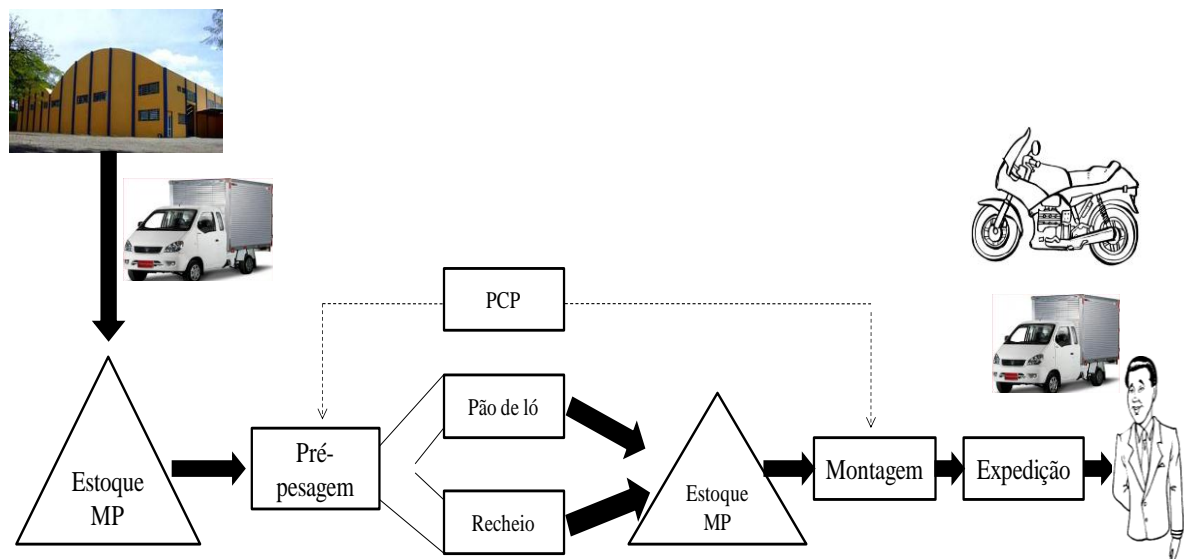 PCP
Pão de ló
Pré-
pesagem
Recheio
Estoque
MP
Estoque
MP
Montagem
Expedição